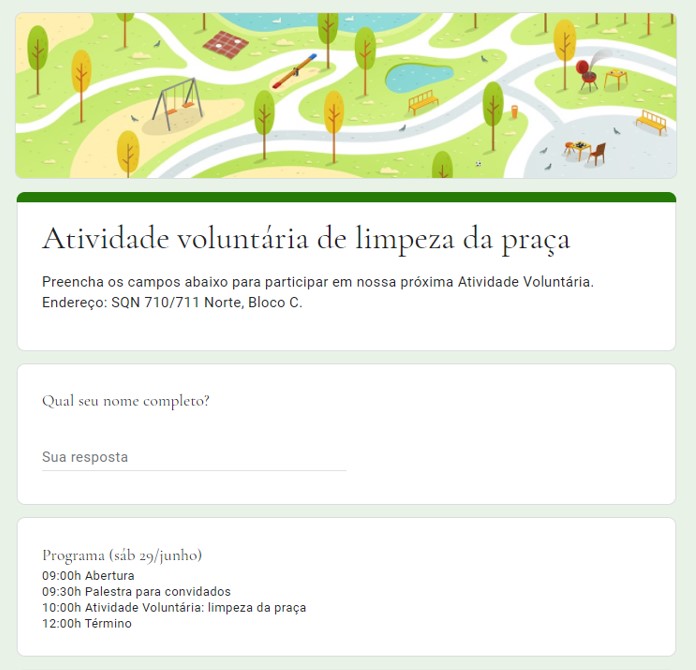 Atividade voluntária de limpeza da praça
Preencha os campos abaixo para participar em nossa próxima Atividade Voluntária.
Endereço: SQN 710/711 Norte, Bloco C.
Qual seu nome completo?
Sua resposta
Programa (sáb 29/junho)
09:00h Abertura
09:30h Palestra para convidados
10:00h Atividade Voluntária: limpeza da praça
12:00h Término